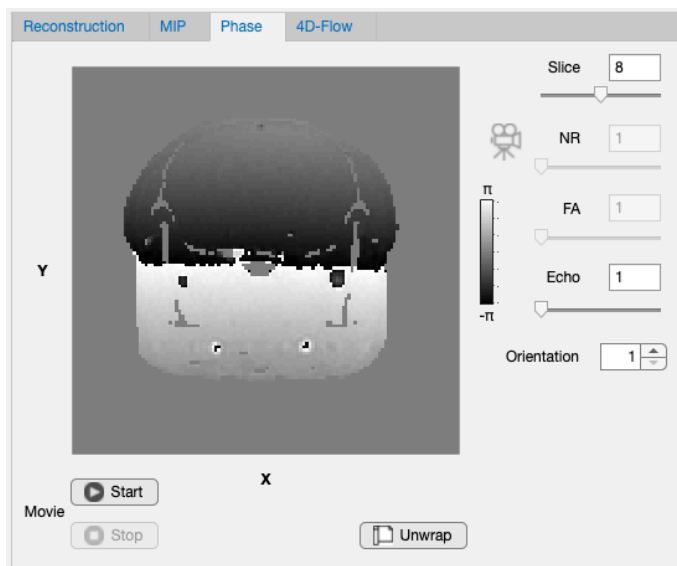 Reconstruction MIP Phase 4D-Flow
Slice 8
NR 1
π
FA 1
Y
Echo 1
-π
Orientation 1
X
Start
Movie
Stop
Unwrap